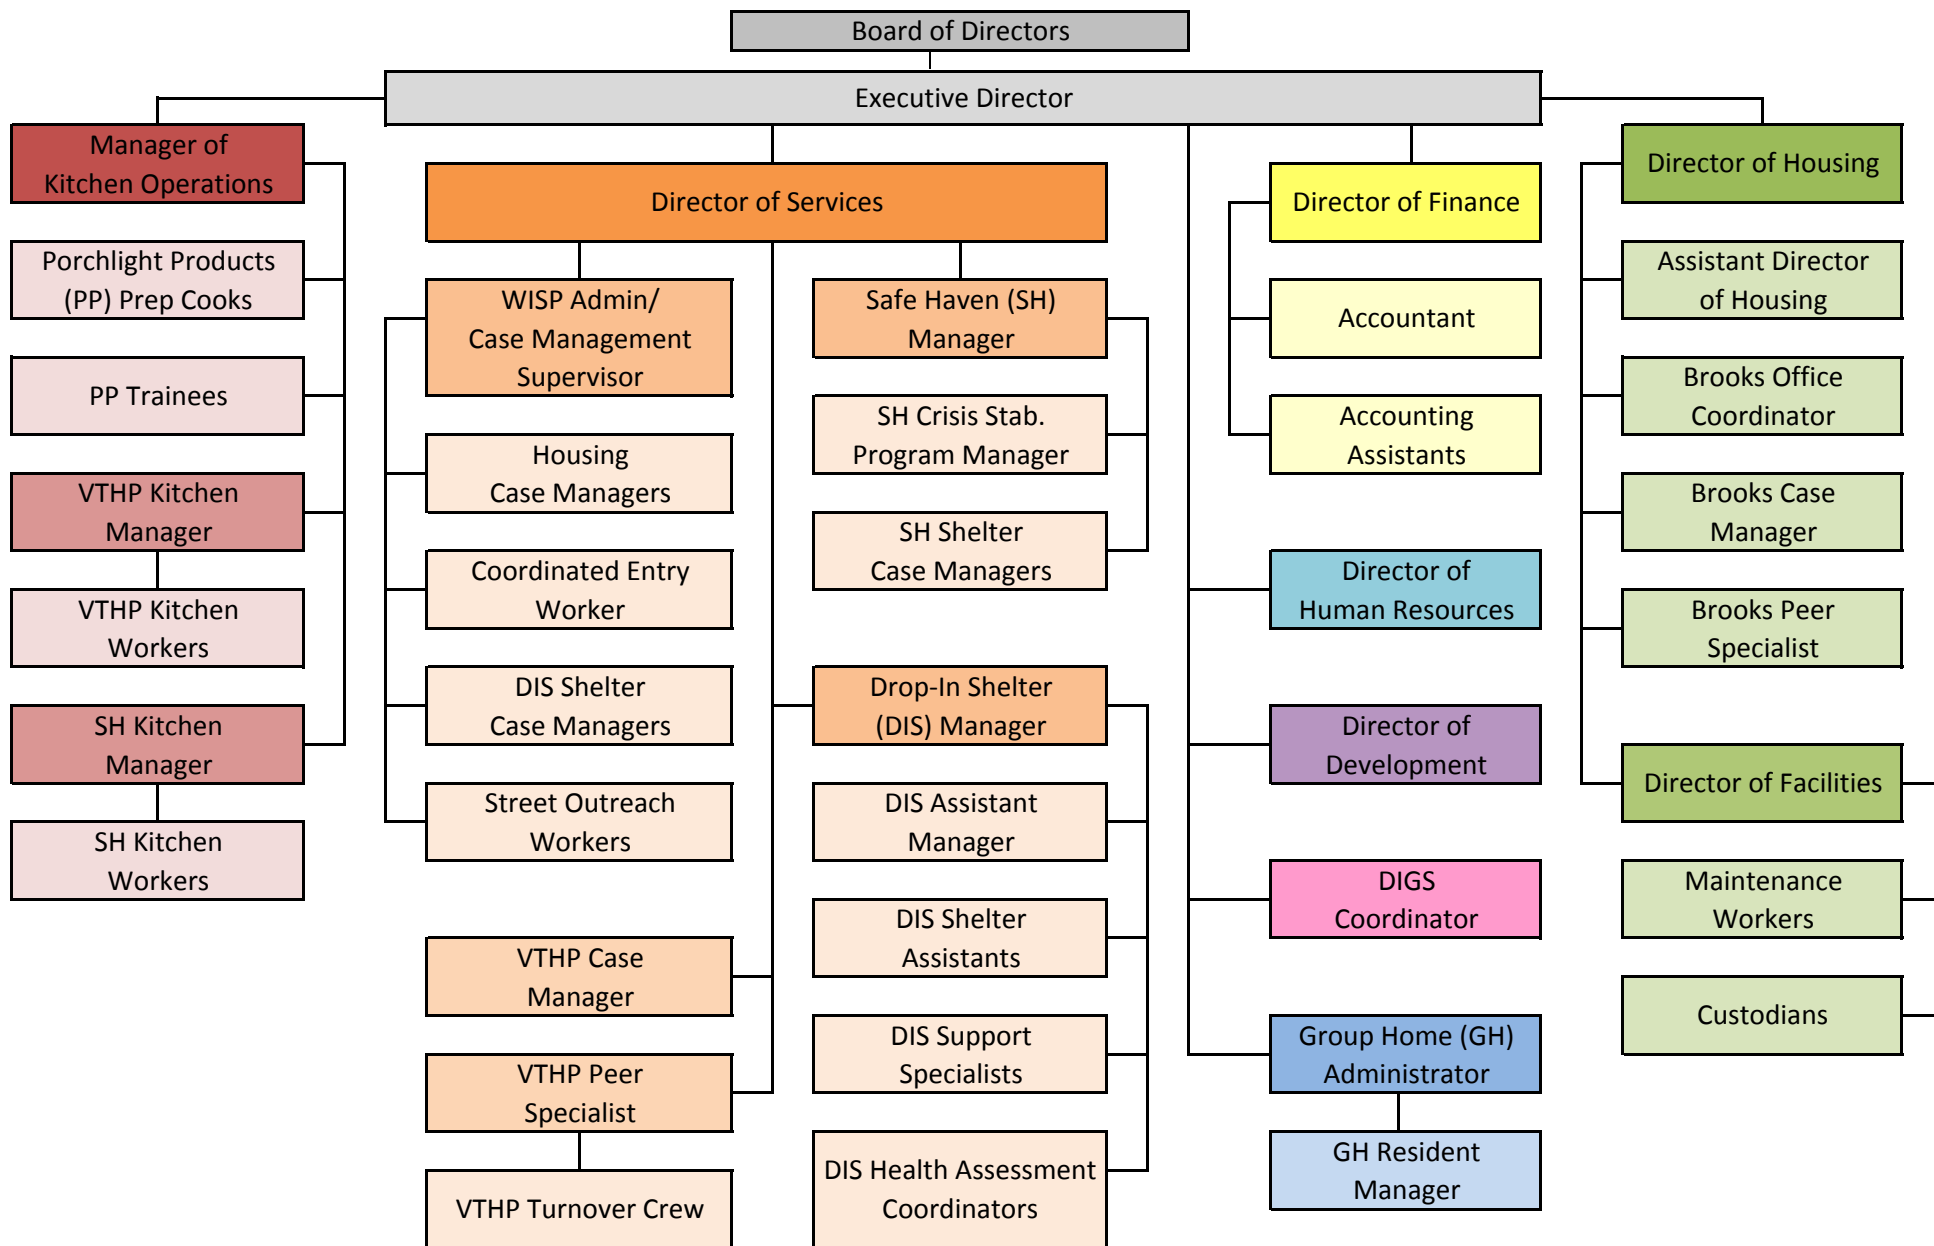 Board of Directors
Executive Director
Manager of
Kitchen Operations
Porchlight Products
(PP) Prep Cooks
PP Trainees
VTHP Kitchen
Manager
VTHP Kitchen
Workers
SH Kitchen
Manager
SH Kitchen
Workers
Director of Services
WISP Admin/
Case Management
Supervisor
Housing
Case Managers
Coordinated Entry
Worker
DIS Shelter
Case Managers
Street Outreach
Workers
VTHP Case
Manager
VTHP Peer
Specialist
VTHP Turnover Crew
Safe Haven (SH)
Manager
SH Crisis Stab.
Program Manager
SH Shelter
Case Managers
Drop-In Shelter
(DIS) Manager
DIS Assistant
Manager
DIS Shelter
Assistants
DIS Support
Specialists
DIS Health Assessment
Coordinators
Director of Finance
Accountant
Accounting
Assistants
Director of
Human Resources
Director of
Development
DIGS
Coordinator
Group Home (GH)
Administrator
GH Resident
Manager
Director of Housing
Assistant Director
of Housing
Brooks Office
Coordinator
Brooks Case
Manager
Brooks Peer
Specialist
Director of Facilities
Maintenance
Workers
Custodians